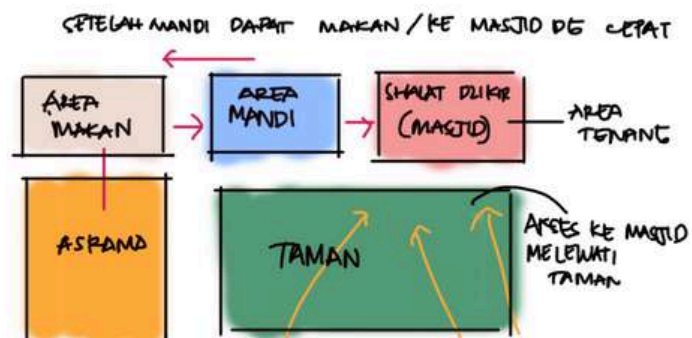 SETELAH MANDI DAPAT MAKAN / KE MASJID DG CEPAT
AREA
MAKAN
AREA
MANDI
SHALAT DZIKIR
(MASJID)
AREA
TENANG
ASRAMA
TAMAN
AKSES KE MASJID
MELEWATI
TAMAN